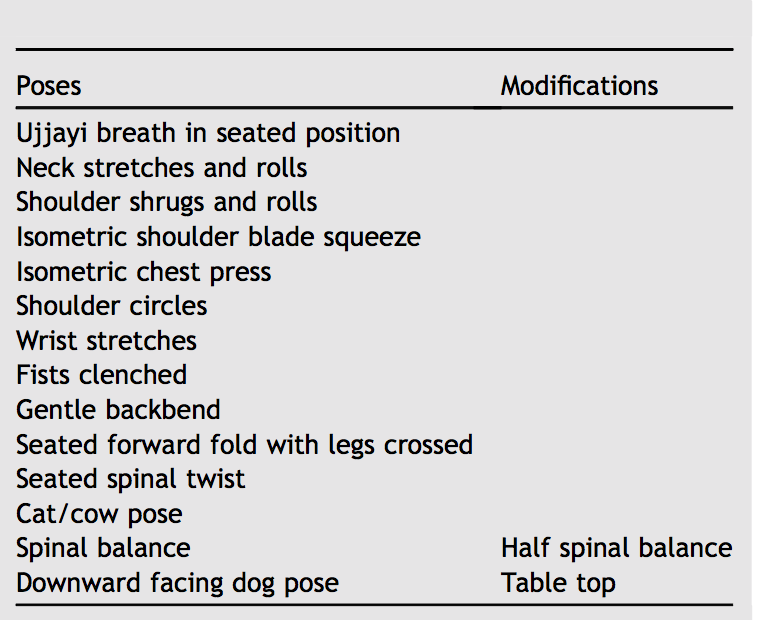 Poses Modifications
Ujjayi breath in seated position
Neck stretches and rolls
Shoulder shrugs and rolls
Isometric shoulder blade squeeze
Isometric chest press
Shoulder circles
Wrist stretches
Fists clenched
Gentle backbend
Seated forward fold with legs crossed
Seated spinal twist
Cat/cow pose
Spinal balance Half spinal balance
Downward facing dog pose Table top